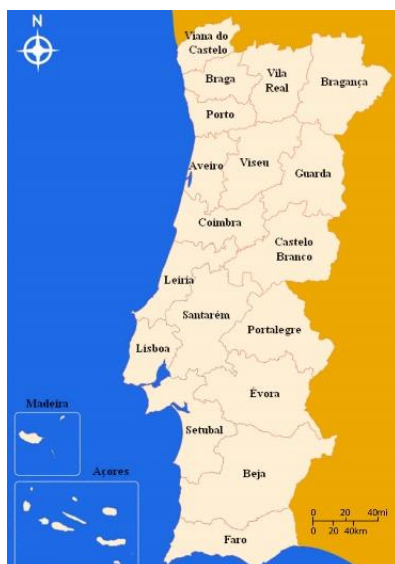 N
Viana do
Castelo
Braga
Vila
Real
Bragança
Porto
Aveiro
Viseu
Guarda
Coimbra
Castelo
Branco
Leiria
Santarém
Portalegre
Lisboa
Évora
Madeira
Setubal
Açores
Beja
0 20 40mi
0 20 40km
Faro